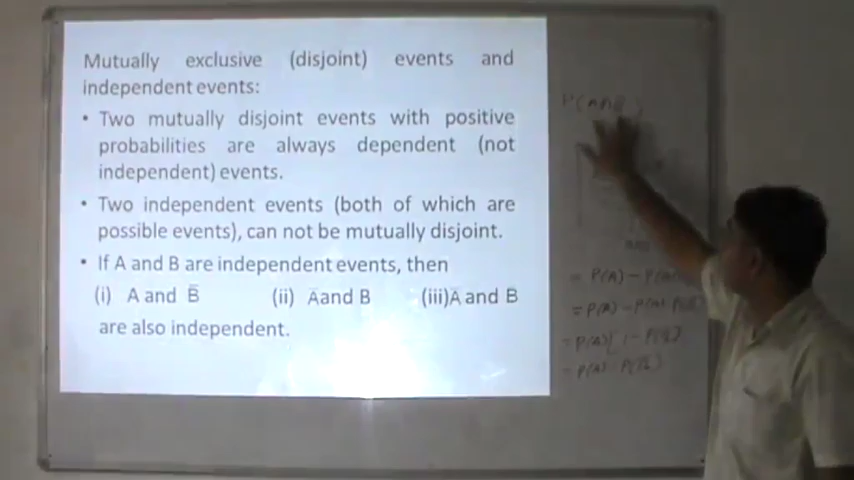 Mutually exclusive (disjoint) events and
independent events:
• Two mutually disjoint events with positive
probabilities are always dependent (not
independent) events.
• Two independent events (both of which are
possible events), can not be mutually disjoint.
• If A and B are independent events, then
(i) A and B̅ (ii) A̅and B (iii)A̅ and B̅
are also independent.
= P(A) -
= P(A) - P(A).
= P(A)[ 1 -
= P(A).